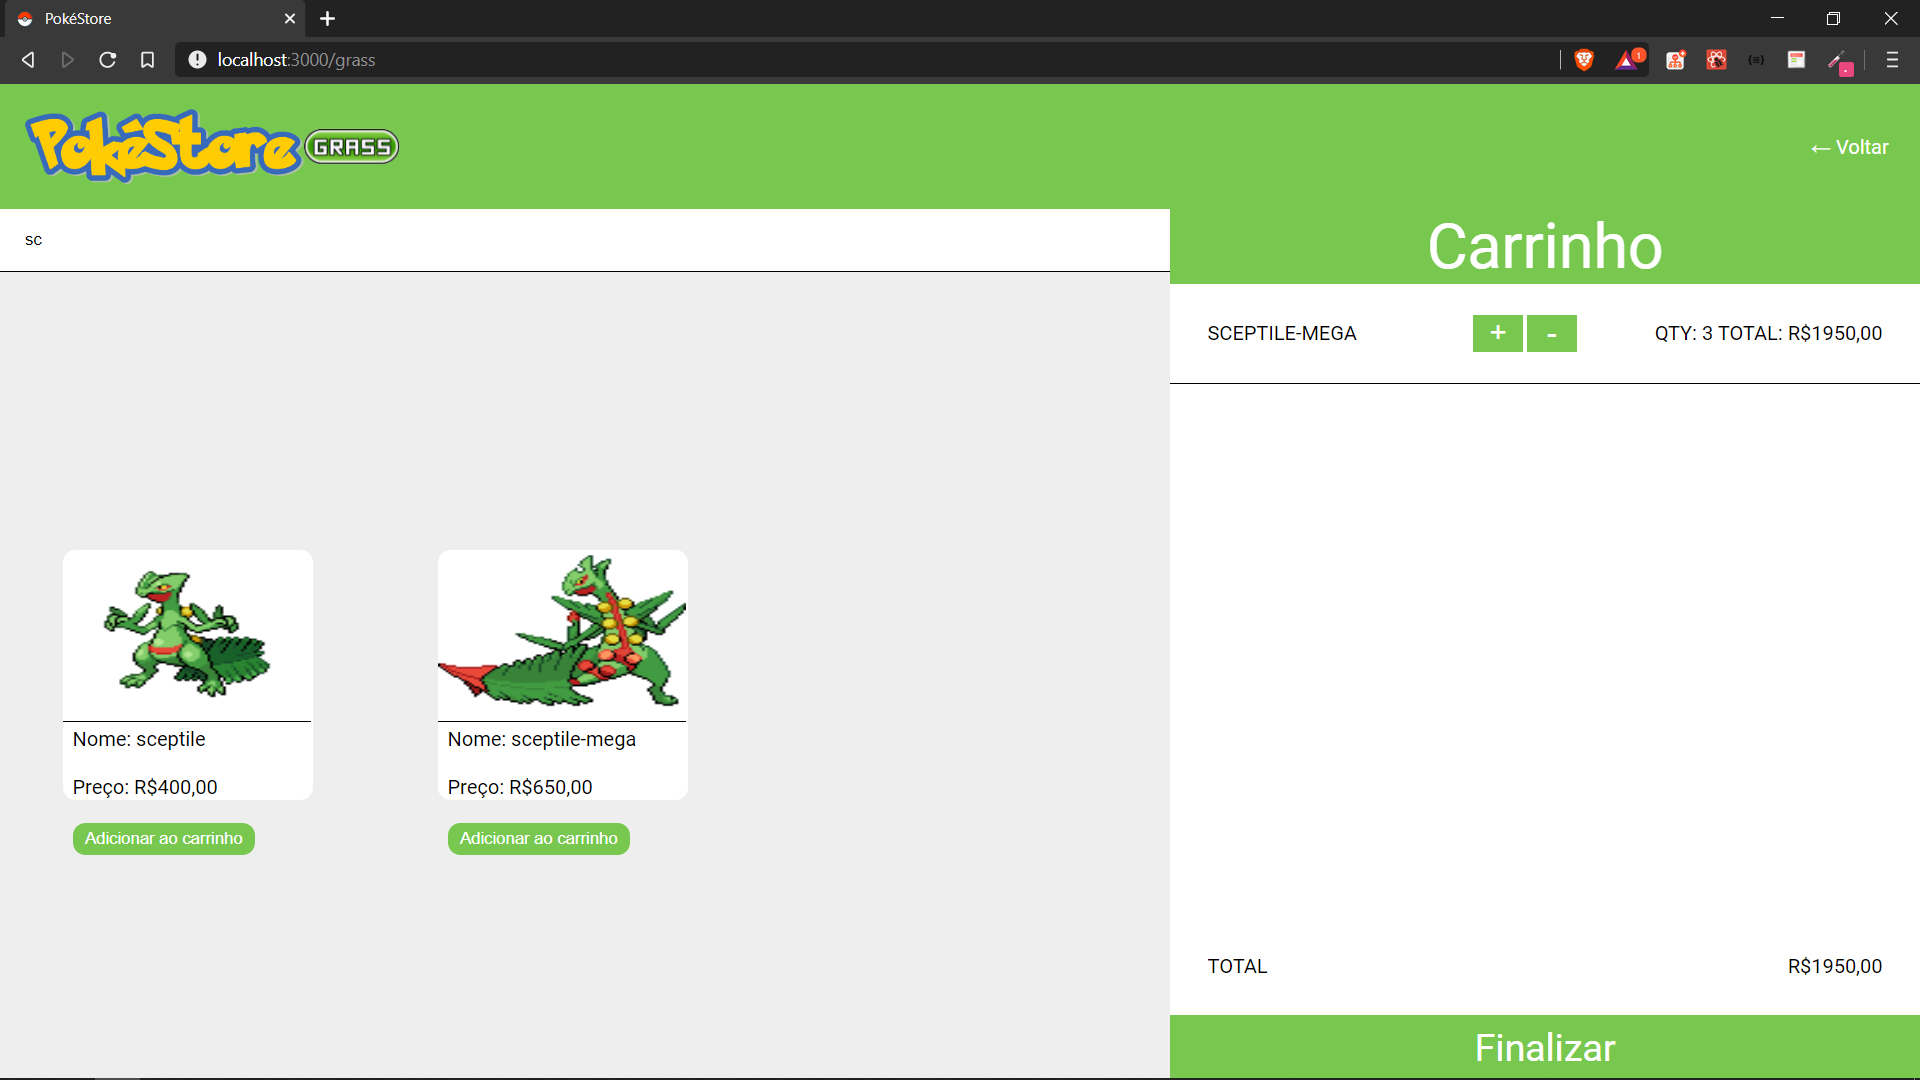 PokéStore
localhost:3000/grass
1
PokéStore GRASS
← Voltar
sc
Carrinho
SCEPTILE-MEGA + - QTY: 3 TOTAL: R$1950,00
Nome: sceptile
Preço: R$400,00
Adicionar ao carrinho
Nome: sceptile-mega
Preço: R$650,00
Adicionar ao carrinho
TOTAL R$1950,00
Finalizar